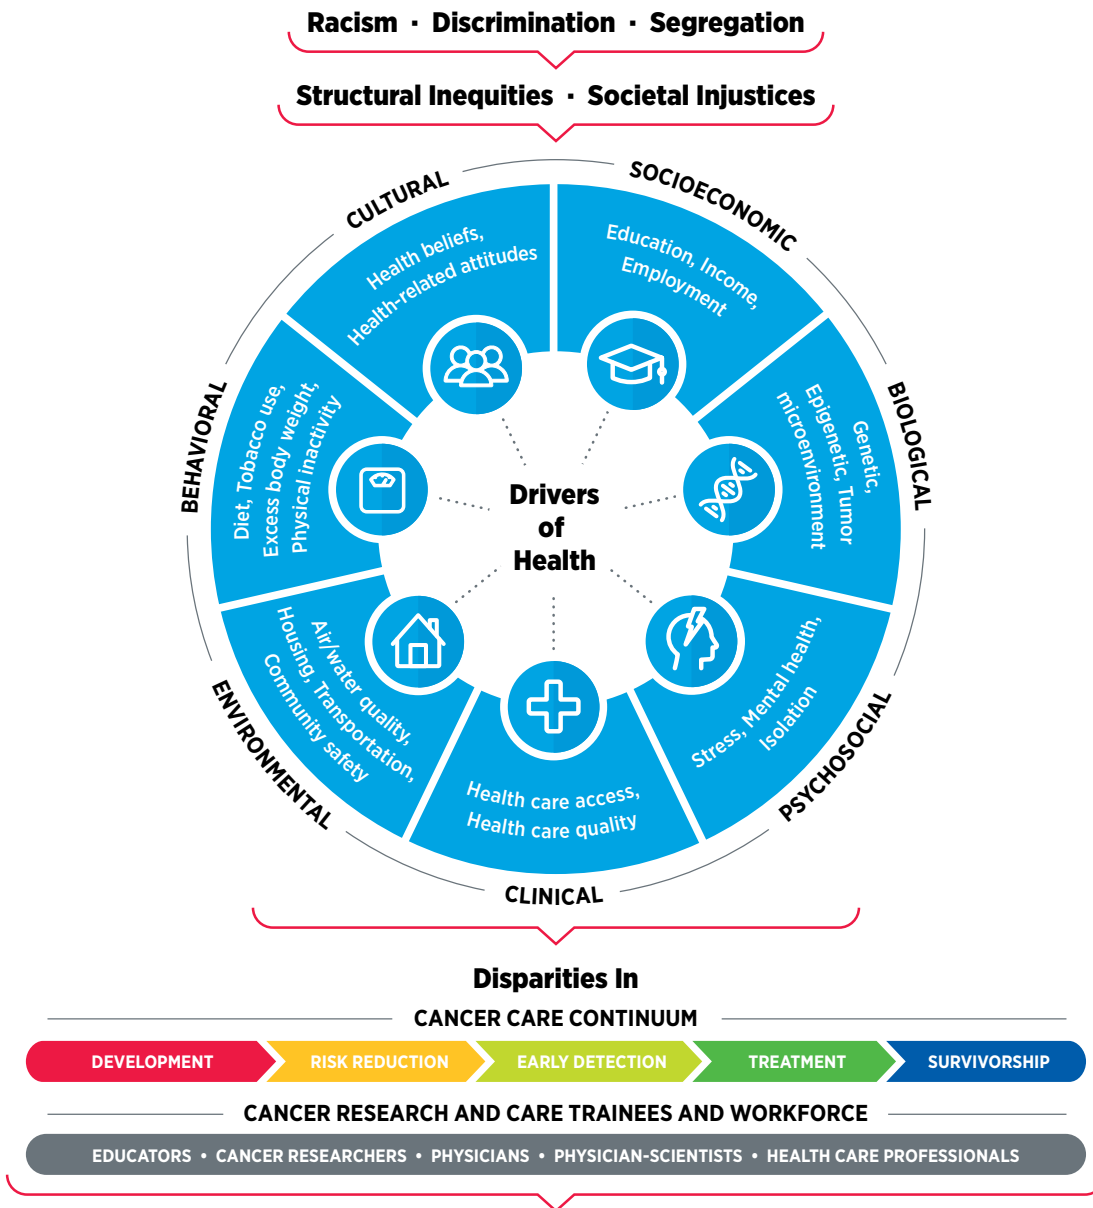 Racism · Discrimination · Segregation
Structural Inequities · Societal Injustices
CULTURAL
Health beliefs,
Health-related attitudes
SOCIOECONOMIC
Education, Income,
Employment
BIOLOGICAL
Genetic,
Epigenetic, Tumor
microenvironment
PSYCHOSOCIAL
Stress, Mental health,
Isolation
CLINICAL
Health care access,
Health care quality
ENVIRONMENTAL
Air/water quality,
Housing, Transportation,
Community safety
BEHAVIORAL
Diet, Tobacco use,
Excess body weight,
Physical inactivity
Drivers
of
Health
Disparities In
CANCER CARE CONTINUUM
DEVELOPMENT
RISK REDUCTION
EARLY DETECTION
TREATMENT
SURVIVORSHIP
CANCER RESEARCH AND CARE TRAINEES AND WORKFORCE
EDUCATORS • CANCER RESEARCHERS • PHYSICIANS • PHYSICIAN-SCIENTISTS • HEALTH CARE PROFESSIONALS